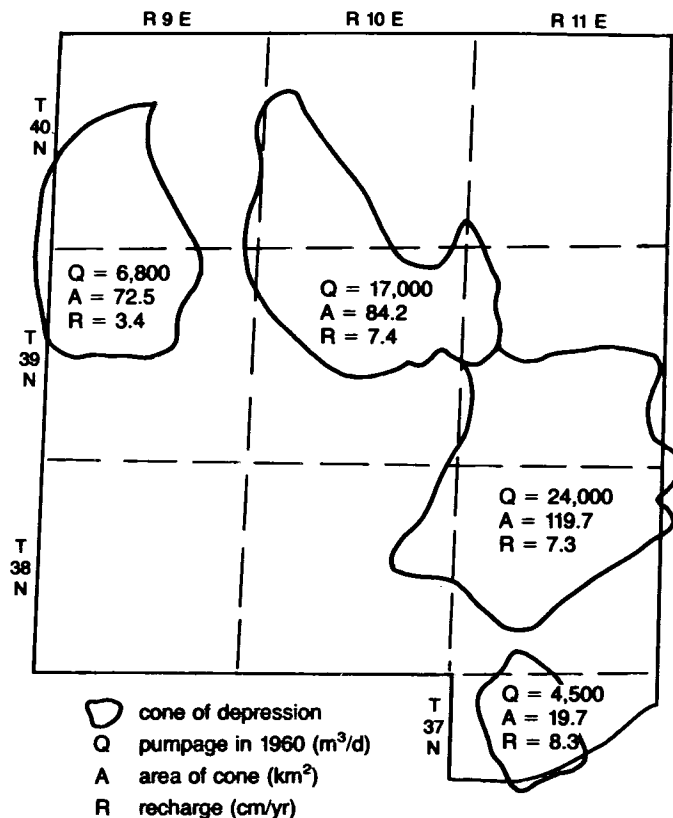 R 9 E
R 10 E
R 11 E
T
40
N
Q = 6,800
A = 72.5
R = 3.4
Q = 17,000
A = 84.2
R = 7.4
T
39
N
Q = 24,000
A = 119.7
R = 7.3
T
38
N
Q = 4,500
A = 19.7
R = 8.3
T
37
N
cone of depression
Q pumpage in 1960 (m³/d)
A area of cone (km²)
R recharge (cm/yr)